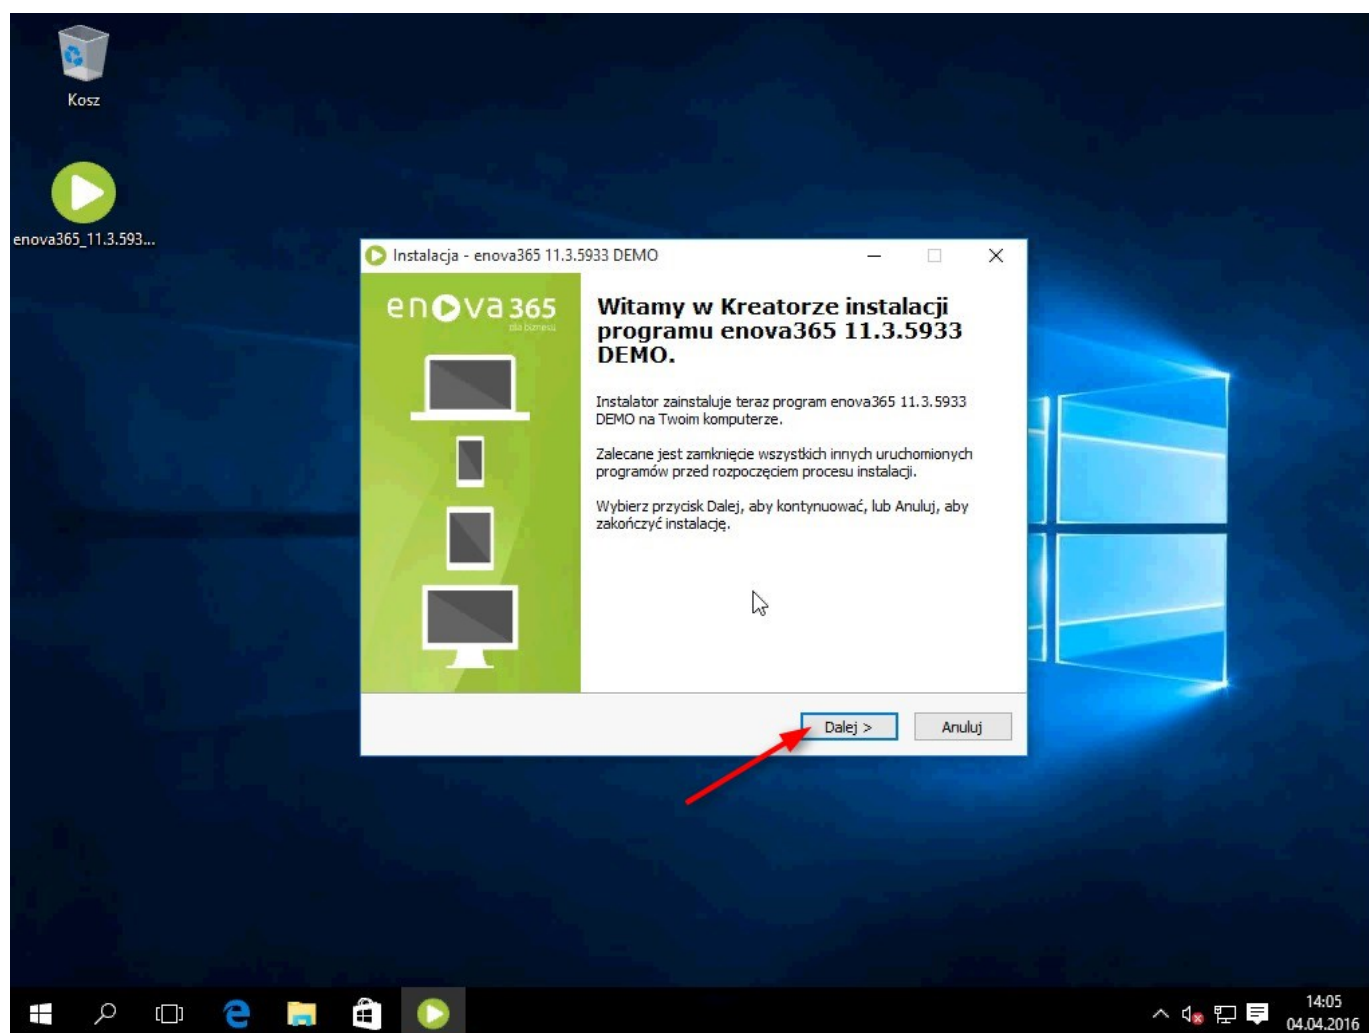 Kosz
enova365_11.3.593...
Instalacja - enova365 11.3.5933 DEMO
enova365
dla biznesu
Witamy w Kreatorze instalacji
programu enova365 11.3.5933
DEMO.
Instalator zainstaluje teraz program enova365 11.3.5933
DEMO na Twoim komputerze.
Zalecane jest zamknięcie wszystkich innych uruchomionych
programów przed rozpoczęciem procesu instalacji.
Wybierz przycisk Dalej, aby kontynuować, lub Anuluj, aby
zakończyć instalację.
Dalej >
Anuluj
14:05
04.04.2016